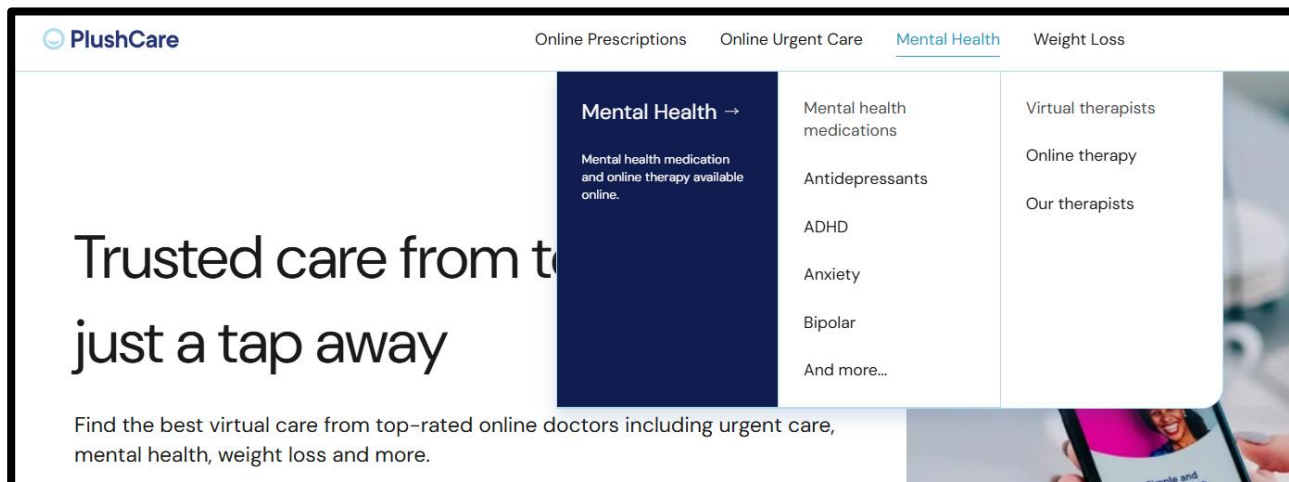 PlushCare
Online Prescriptions
Online Urgent Care
Mental Health
Weight Loss
Mental Health →
Mental health medication
and online therapy available
online.
Mental health
medications
Antidepressants
ADHD
Anxiety
Bipolar
And more...
Virtual therapists
Online therapy
Our therapists
Trusted care from
just a tap away
Find the best virtual care from top-rated online doctors including urgent care,
mental health, weight loss and more.
and